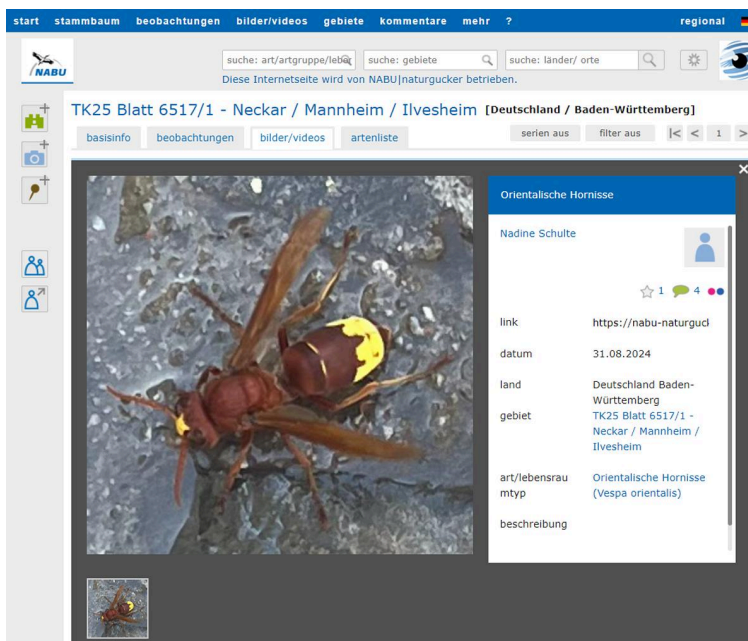 start stammbaum beobachtungen bilder/videos gebiete kommentare mehr ? regional
NABU
suche: art/artgruppe/leb suche: gebiete suche: länder/ orte
Diese Internetseite wird von NABU|naturgucker betrieben.
TK25 Blatt 6517/1 - Neckar / Mannheim / Ilvesheim [Deutschland / Baden-Württemberg]
basisinfo beobachtungen bilder/videos artenliste serien aus filter aus |< < 1 >
Orientalische Hornisse
Nadine Schulte
1 4
link https://nabu-naturguck
datum 31.08.2024
land Deutschland Baden-
Württemberg
gebiet TK25 Blatt 6517/1 -
Neckar / Mannheim /
Ilvesheim
art/lebensrau Orientalische Hornisse
mtyp (Vespa orientalis)
beschreibung